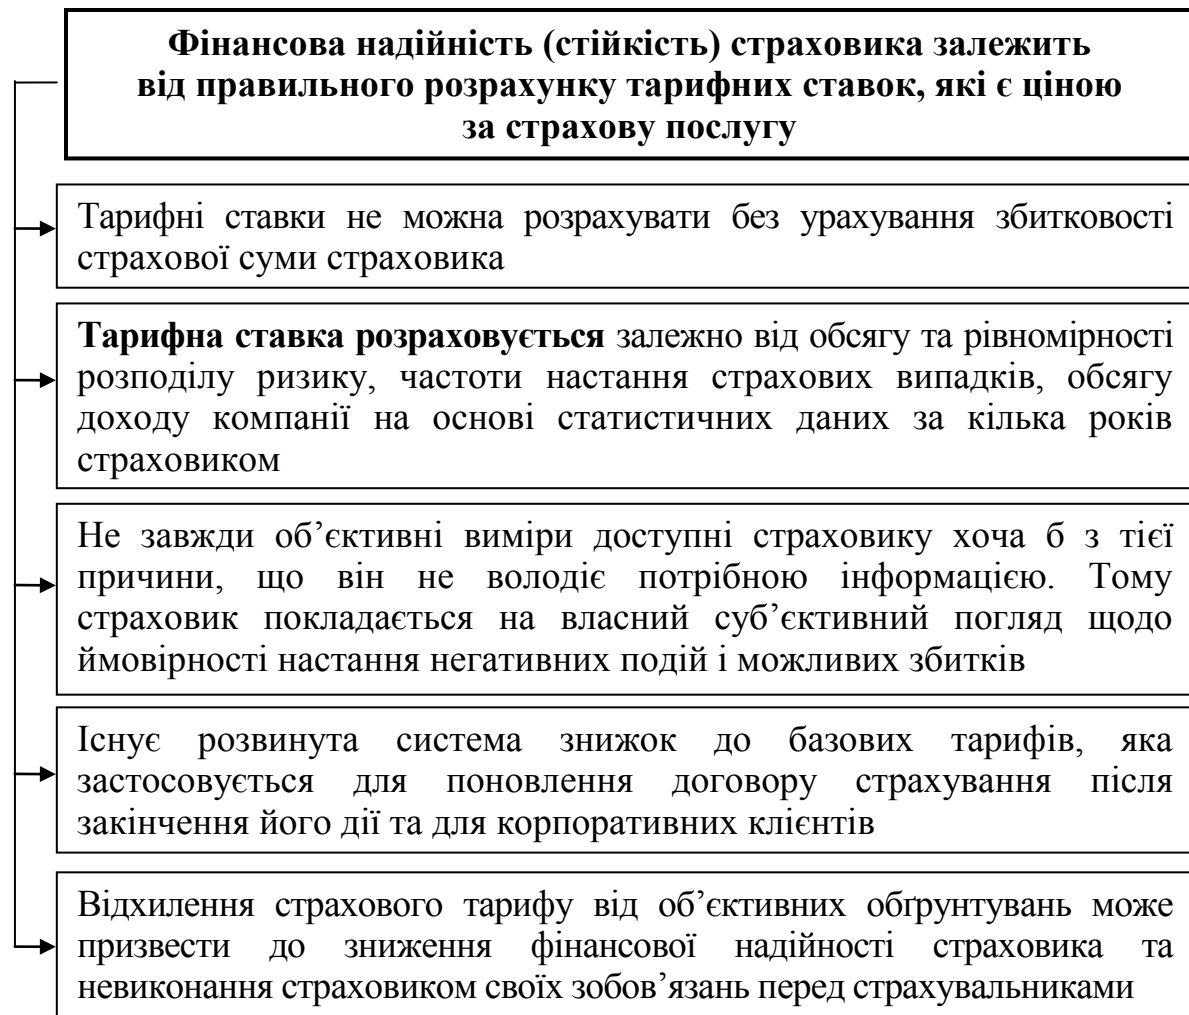 Фінансова надійність (стійкість) страховика залежить
від правильного розрахунку тарифних ставок, які є ціною
за страхову послугу
Тарифні ставки не можна розрахувати без урахування збитковості
страхової суми страховика
Тарифна ставка розраховується залежно від обсягу та рівномірності
розподілу ризику, частоти настання страхових випадків, обсягу
доходу компанії на основі статистичних даних за кілька років
страховиком
Не завжди об’єктивні виміри доступні страховику хоча б з тієї
причини, що він не володіє потрібною інформацією. Тому
страховик покладається на власний суб’єктивний погляд щодо
ймовірності настання негативних подій і можливих збитків
Існує розвинута система знижок до базових тарифів, яка
застосовується для поновлення договору страхування після
закінчення його дії та для корпоративних клієнтів
Відхилення страхового тарифу від об’єктивних обґрунтувань може
призвести до зниження фінансової надійності страховика та
невиконання страховиком своїх зобов’язань перед страхувальниками